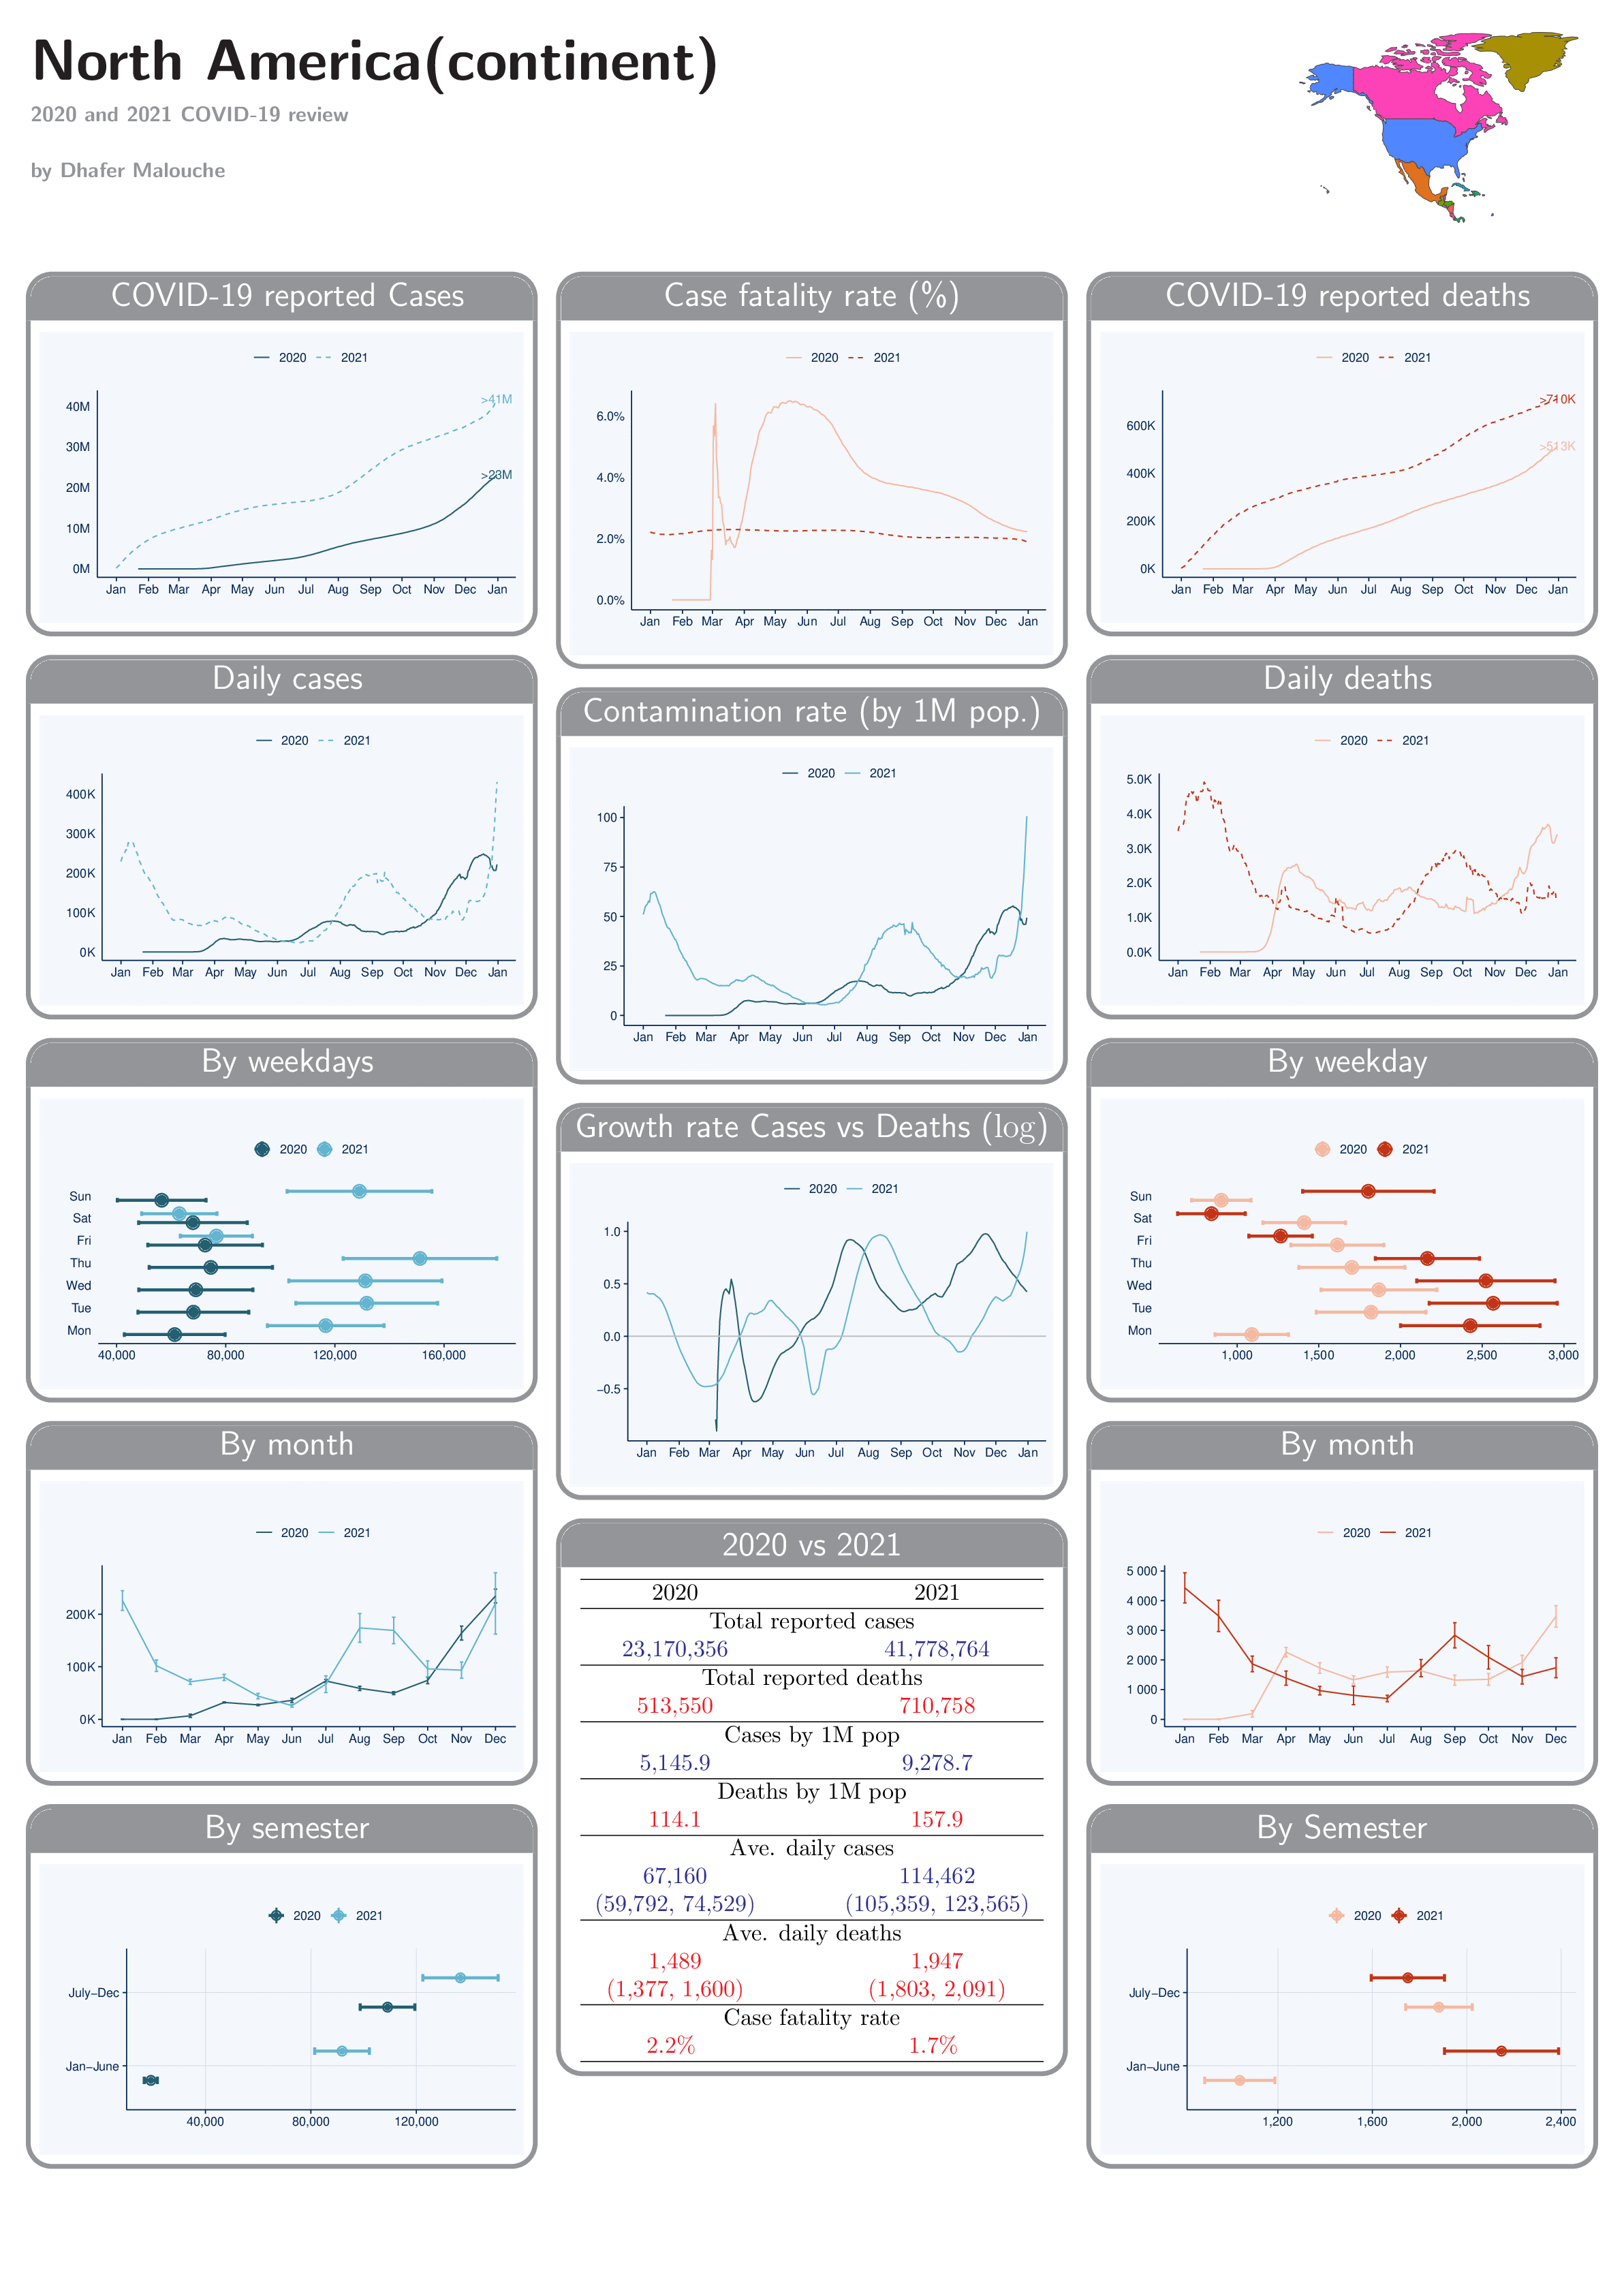 North America(continent)
2020 and 2021 COVID-19 review
by Dhafer Malouche
COVID-19 reported Cases
2020 2021
>41M
>23M
40M
30M
20M
10M
0M
Jan Feb Mar Apr May Jun Jul Aug Sep Oct Nov Dec Jan
Daily cases
2020 2021
400K
300K
200K
100K
0K
Jan Feb Mar Apr May Jun Jul Aug Sep Oct Nov Dec Jan
By weekdays
2020 2021
Sun
Sat
Fri
Thu
Wed
Tue
Mon
40,000 80,000 120,000 160,000
By month
2020 2021
200K
100K
0K
Jan Feb Mar Apr May Jun Jul Aug Sep Oct Nov Dec
By semester
2020 2021
July–Dec
Jan–June
40,000 80,000 120,000
Case fatality rate (%)
2020 2021
6.0%
4.0%
2.0%
0.0%
Jan Feb Mar Apr May Jun Jul Aug Sep Oct Nov Dec Jan
Contamination rate (by 1M pop.)
2020 2021
100
75
50
25
0
Jan Feb Mar Apr May Jun Jul Aug Sep Oct Nov Dec Jan
Growth rate Cases vs Deaths (log)
2020 2021
1.0
0.5
0.0
−0.5
Jan Feb Mar Apr May Jun Jul Aug Sep Oct Nov Dec Jan
2020 vs 2021
2020 2021
Total reported cases
23,170,356 41,778,764
Total reported deaths
513,550 710,758
Cases by 1M pop
5,145.9 9,278.7
Deaths by 1M pop
114.1 157.9
Ave. daily cases
67,160 114,462
(59,792, 74,529) (105,359, 123,565)
Ave. daily deaths
1,489 1,947
(1,377, 1,600) (1,803, 2,091)
Case fatality rate
2.2% 1.7%
COVID-19 reported deaths
2020 2021
>710K
>513K
600K
400K
200K
0K
Jan Feb Mar Apr May Jun Jul Aug Sep Oct Nov Dec Jan
Daily deaths
2020 2021
5.0K
4.0K
3.0K
2.0K
1.0K
0.0K
Jan Feb Mar Apr May Jun Jul Aug Sep Oct Nov Dec Jan
By weekday
2020 2021
Sun
Sat
Fri
Thu
Wed
Tue
Mon
1,000 1,500 2,000 2,500 3,000
By month
2020 2021
5 000
4 000
3 000
2 000
1 000
0
Jan Feb Mar Apr May Jun Jul Aug Sep Oct Nov Dec
By Semester
2020 2021
July–Dec
Jan–June
1,200 1,600 2,000 2,400